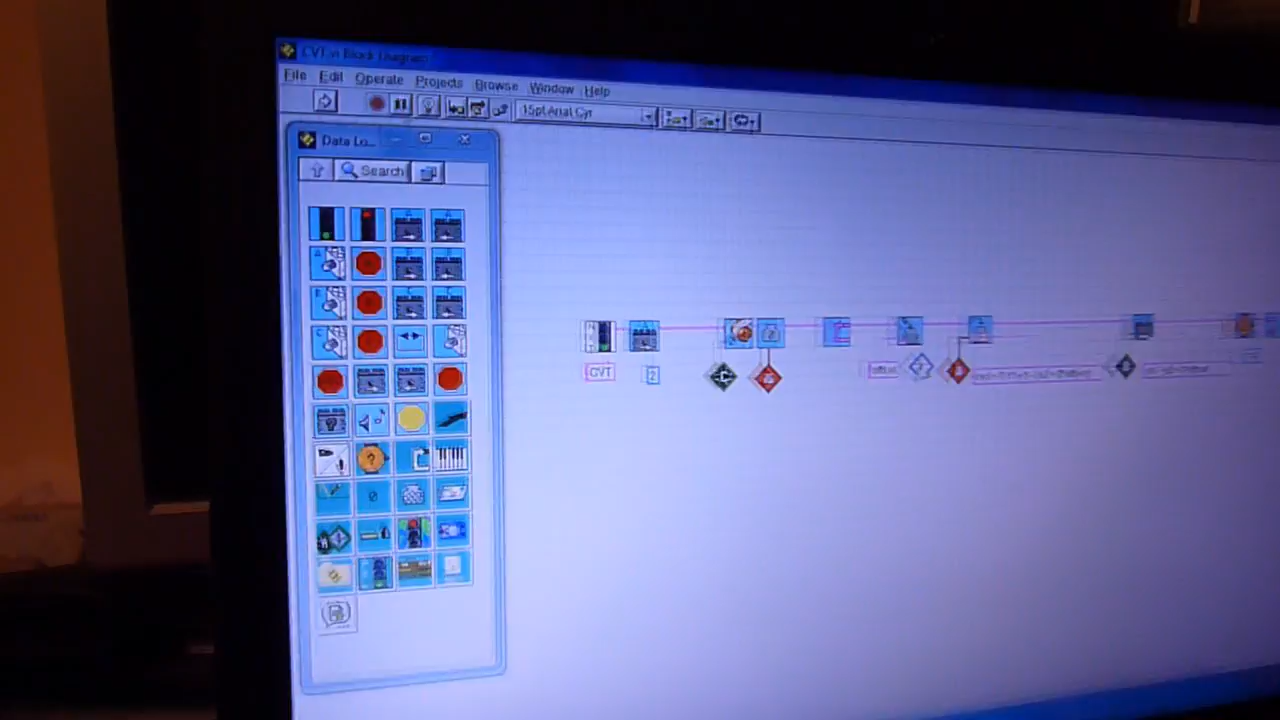 CVT.vi Block Diagram
File Edit Operate Projects Browse Window Help
15pt Arial Cyr
Data Lo...
Search
CVT
2